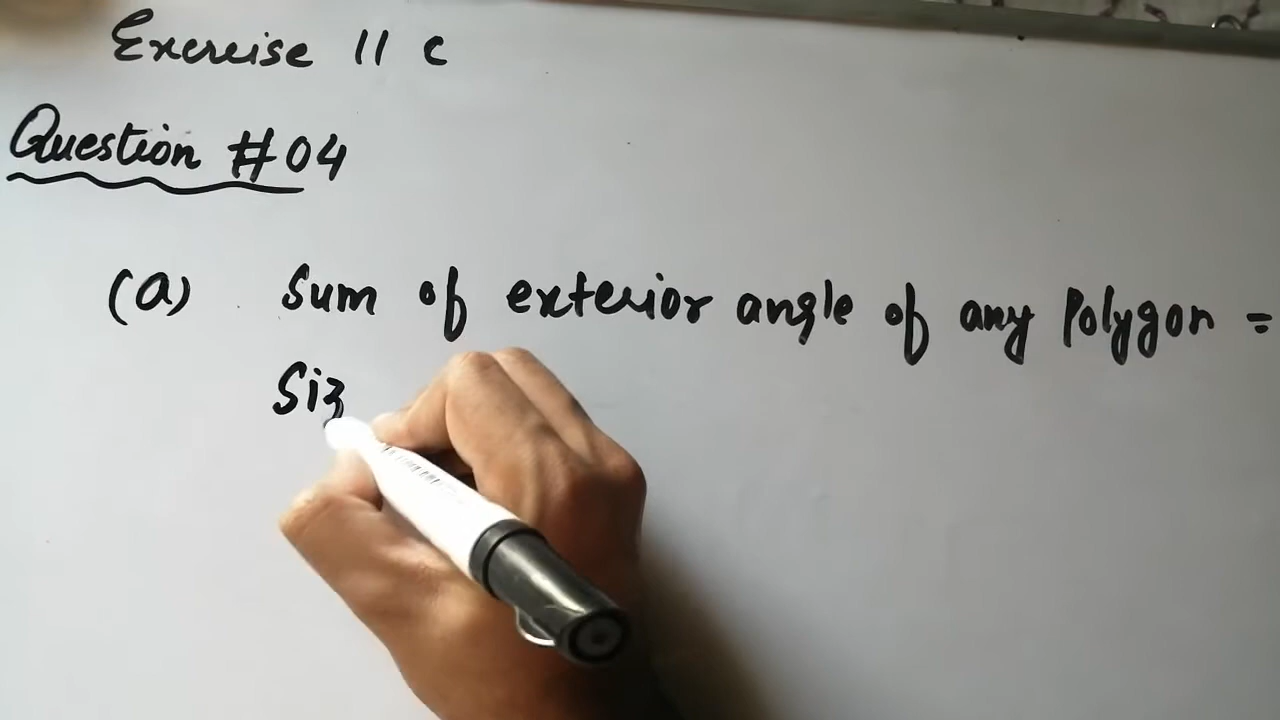 Exercise 11 c
Question #04
(a) Sum of exterior angle of any Polygon =
Siz